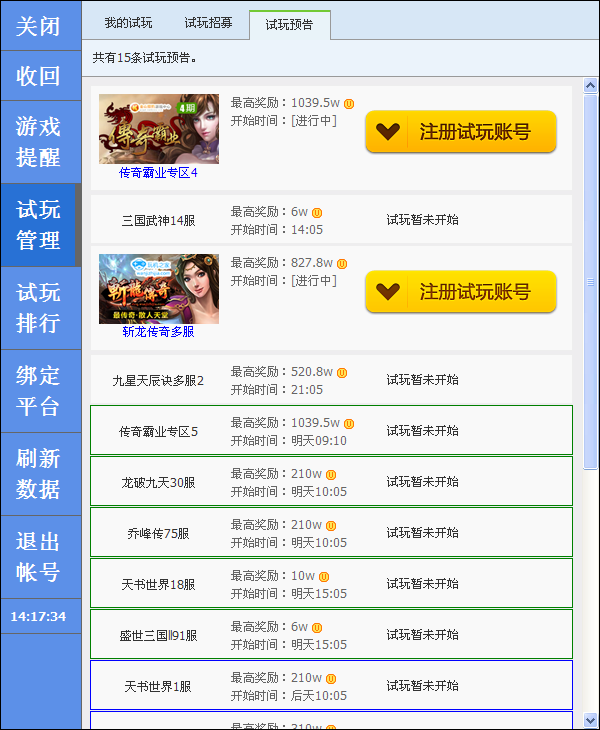 关闭
收回
游戏
提醒
试玩
管理
试玩
排行
绑定
平台
刷新
数据
退出
帐号
14:17:34
我的试玩 试玩招募 试玩预告
共有15条试玩预告。
4期
传奇霸业
传奇霸业专区4
最高奖励：1039.5w
开始时间：[进行中]
注册试玩账号
三国武神14服
最高奖励：6w
开始时间：14:05
试玩暂未开始
斩龙传奇
最传奇·散人天堂
斩龙传奇多服
最高奖励：827.8w
开始时间：[进行中]
注册试玩账号
九星天辰诀多服2
最高奖励：520.8w
开始时间：21:05
试玩暂未开始
传奇霸业专区5
最高奖励：1039.5w
开始时间：明天09:10
试玩暂未开始
龙破九天30服
最高奖励：210w
开始时间：明天10:05
试玩暂未开始
乔峰传75服
最高奖励：210w
开始时间：明天10:05
试玩暂未开始
天书世界18服
最高奖励：10w
开始时间：明天15:05
试玩暂未开始
盛世三国II91服
最高奖励：6w
开始时间：明天15:05
试玩暂未开始
天书世界1服
最高奖励：210w
开始时间：后天10:05
试玩暂未开始
最高奖励：210w